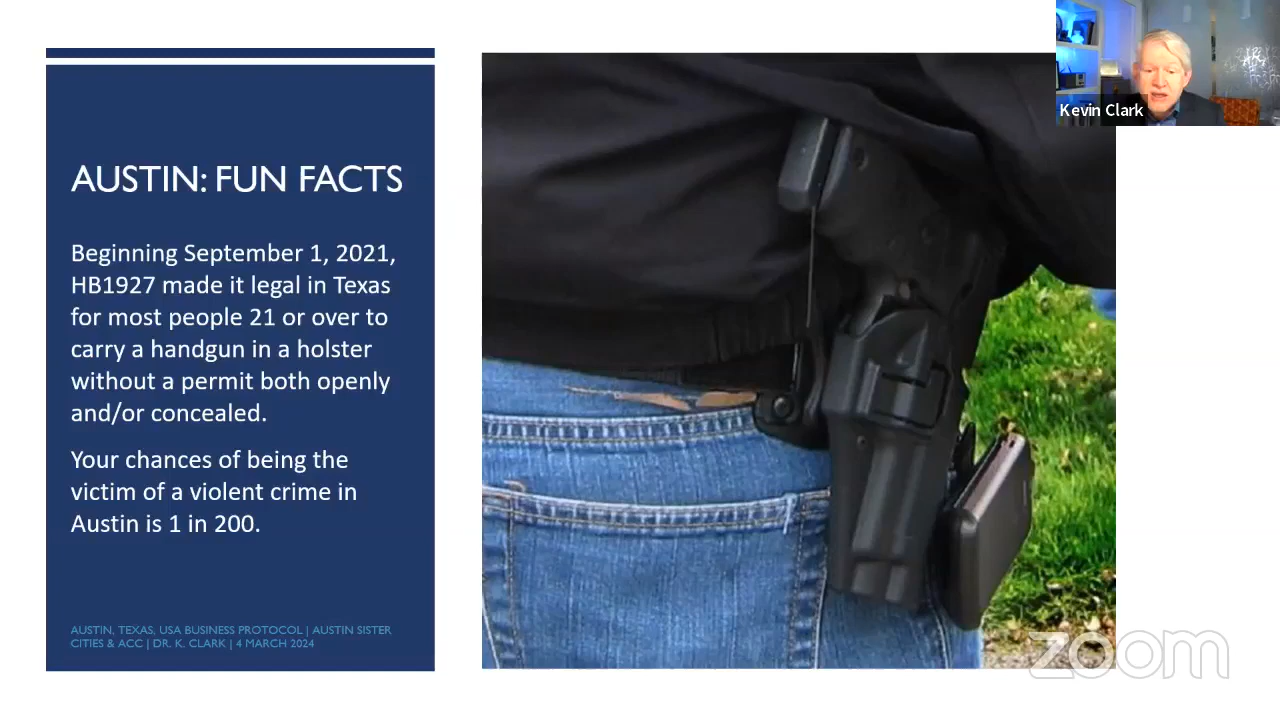 AUSTIN: FUN FACTS
Beginning September 1, 2021,
HB1927 made it legal in Texas
for most people 21 or over to
carry a handgun in a holster
without a permit both openly
and/or concealed.
Your chances of being the
victim of a violent crime in
Austin is 1 in 200.
AUSTIN, TEXAS, USA BUSINESS PROTOCOL | AUSTIN SISTER
CITIES & ACC | DR. K. CLARK | 4 MARCH 2024
Kevin Clark
zoom